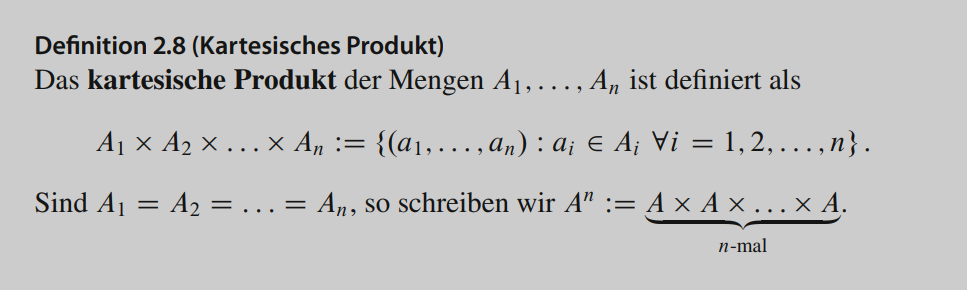 Definition 2.8 (Kartesisches Produkt)
Das kartesische Produkt der Mengen A₁, . . . , Aₙ ist definiert als
A₁ × A₂ × . . . × Aₙ := {(a₁, . . . , aₙ) : aᵢ ∈ Aᵢ ∀i = 1, 2, . . . , n} .
Sind A₁ = A₂ = . . . = Aₙ, so schreiben wir Aⁿ := A × A × . . . × A.
n-mal